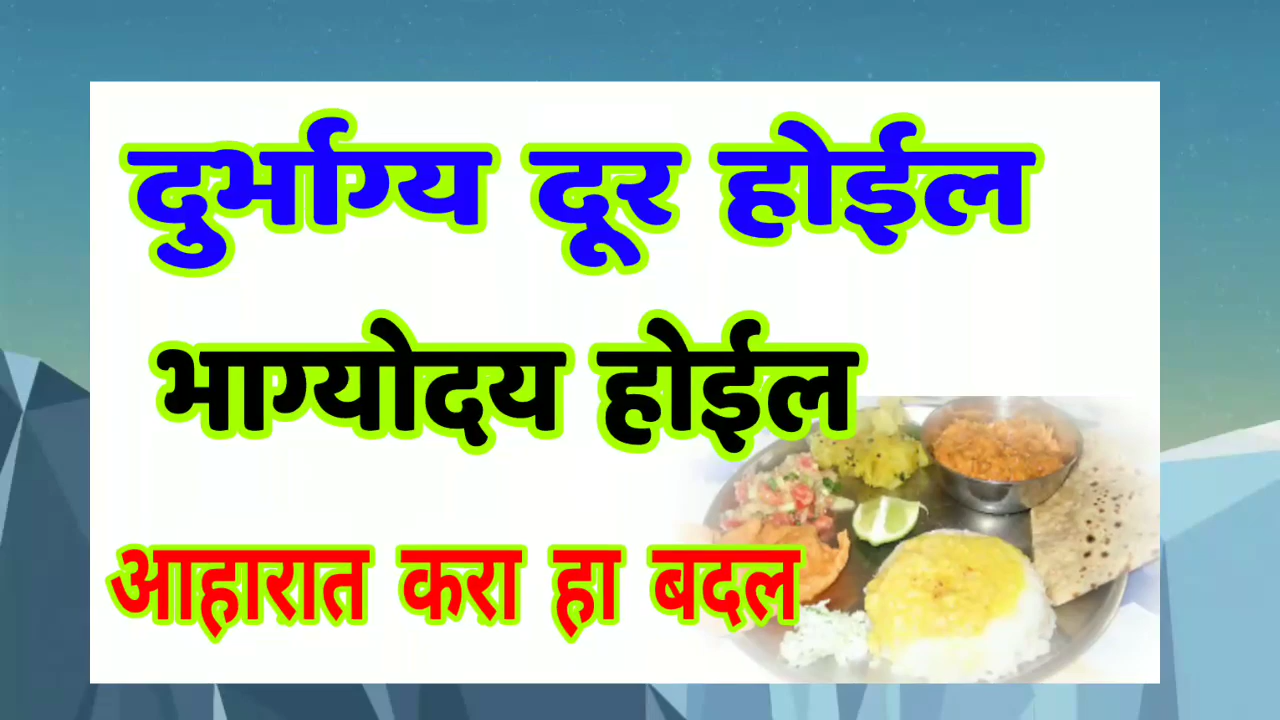 दुर्भाग्य दूर होईल
भाग्योदय होईल
आहारात करा हा बदल